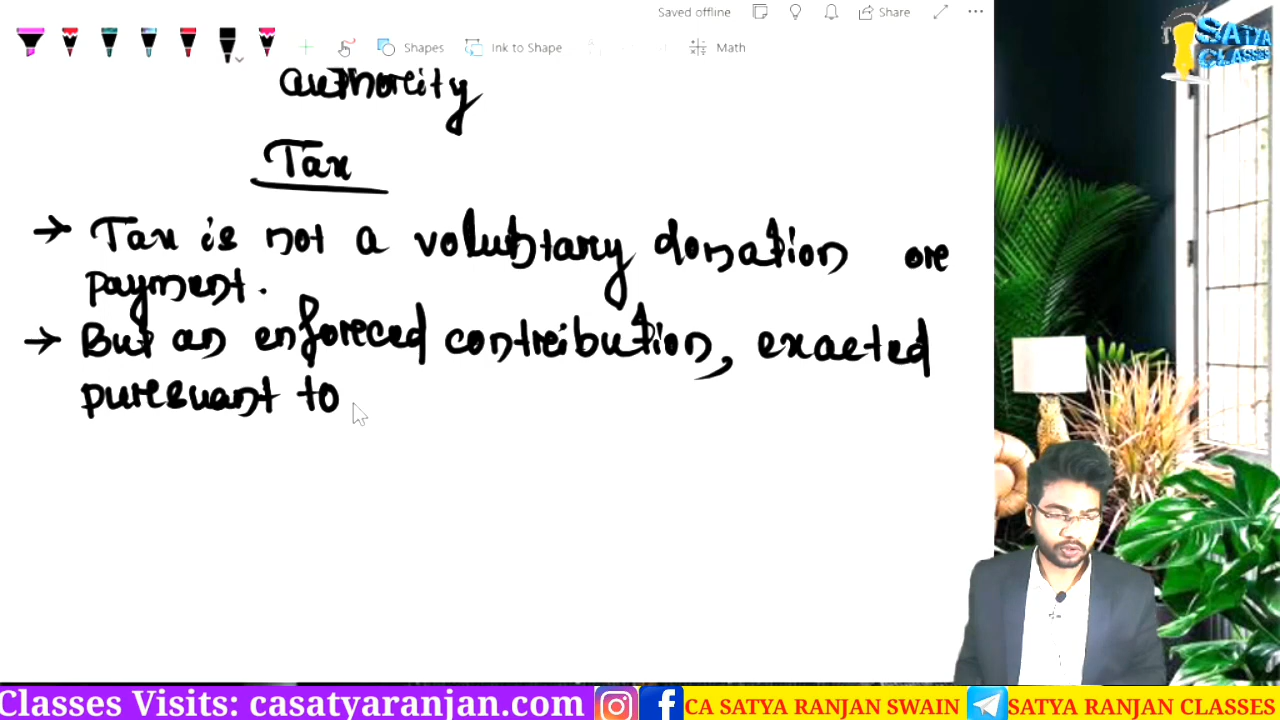 Saved offline
Share
Shapes
Ink to Shape
Math
SATYA
CLASSES
authority
Tax
→ Tax is not a voluntary donation or
payment.
→ But an enforced contribution, exacted
pursuant to
Classes Visits: casatyaranjan.com
CA SATYA RANJAN SWAIN
SATYA RANJAN CLASSES